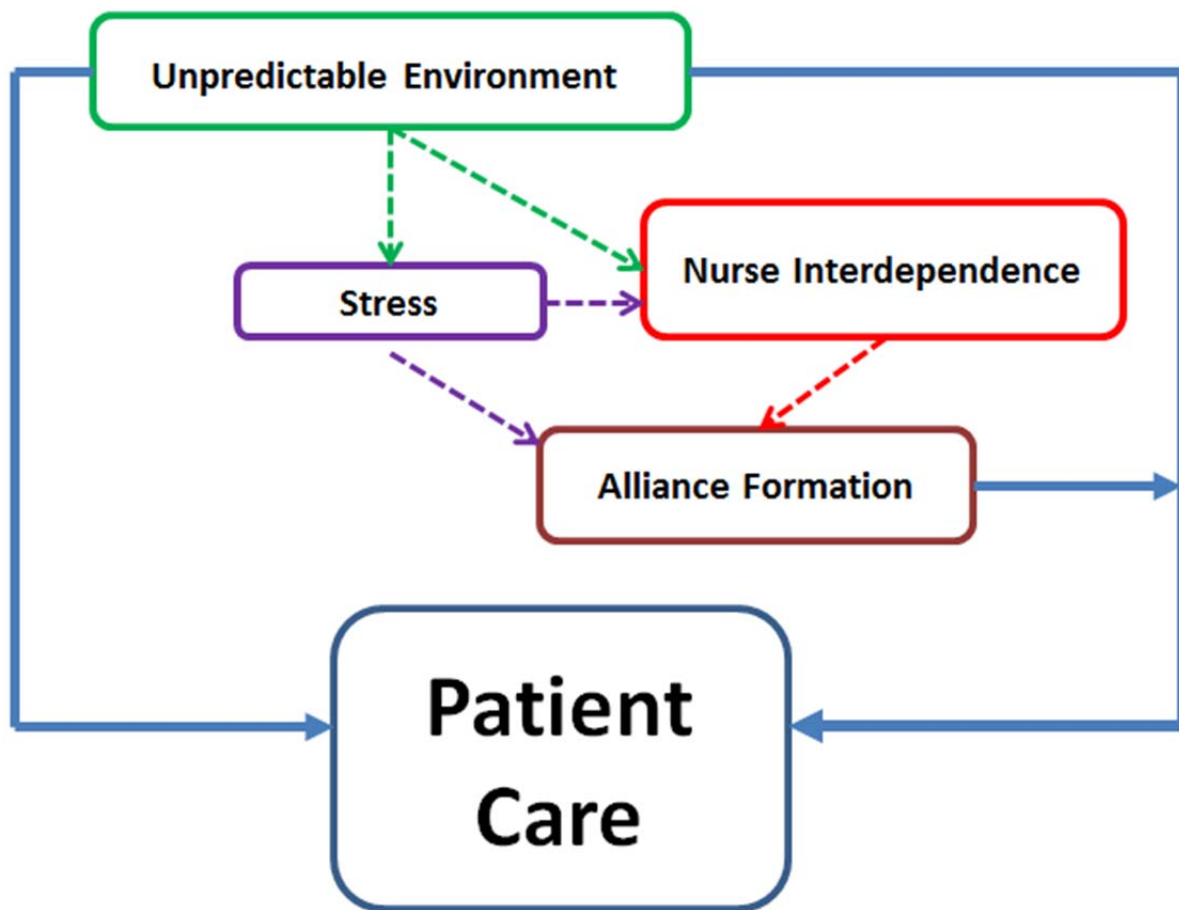 Unpredictable Environment
Nurse Interdependence
Stress
Alliance Formation
Patient
Care